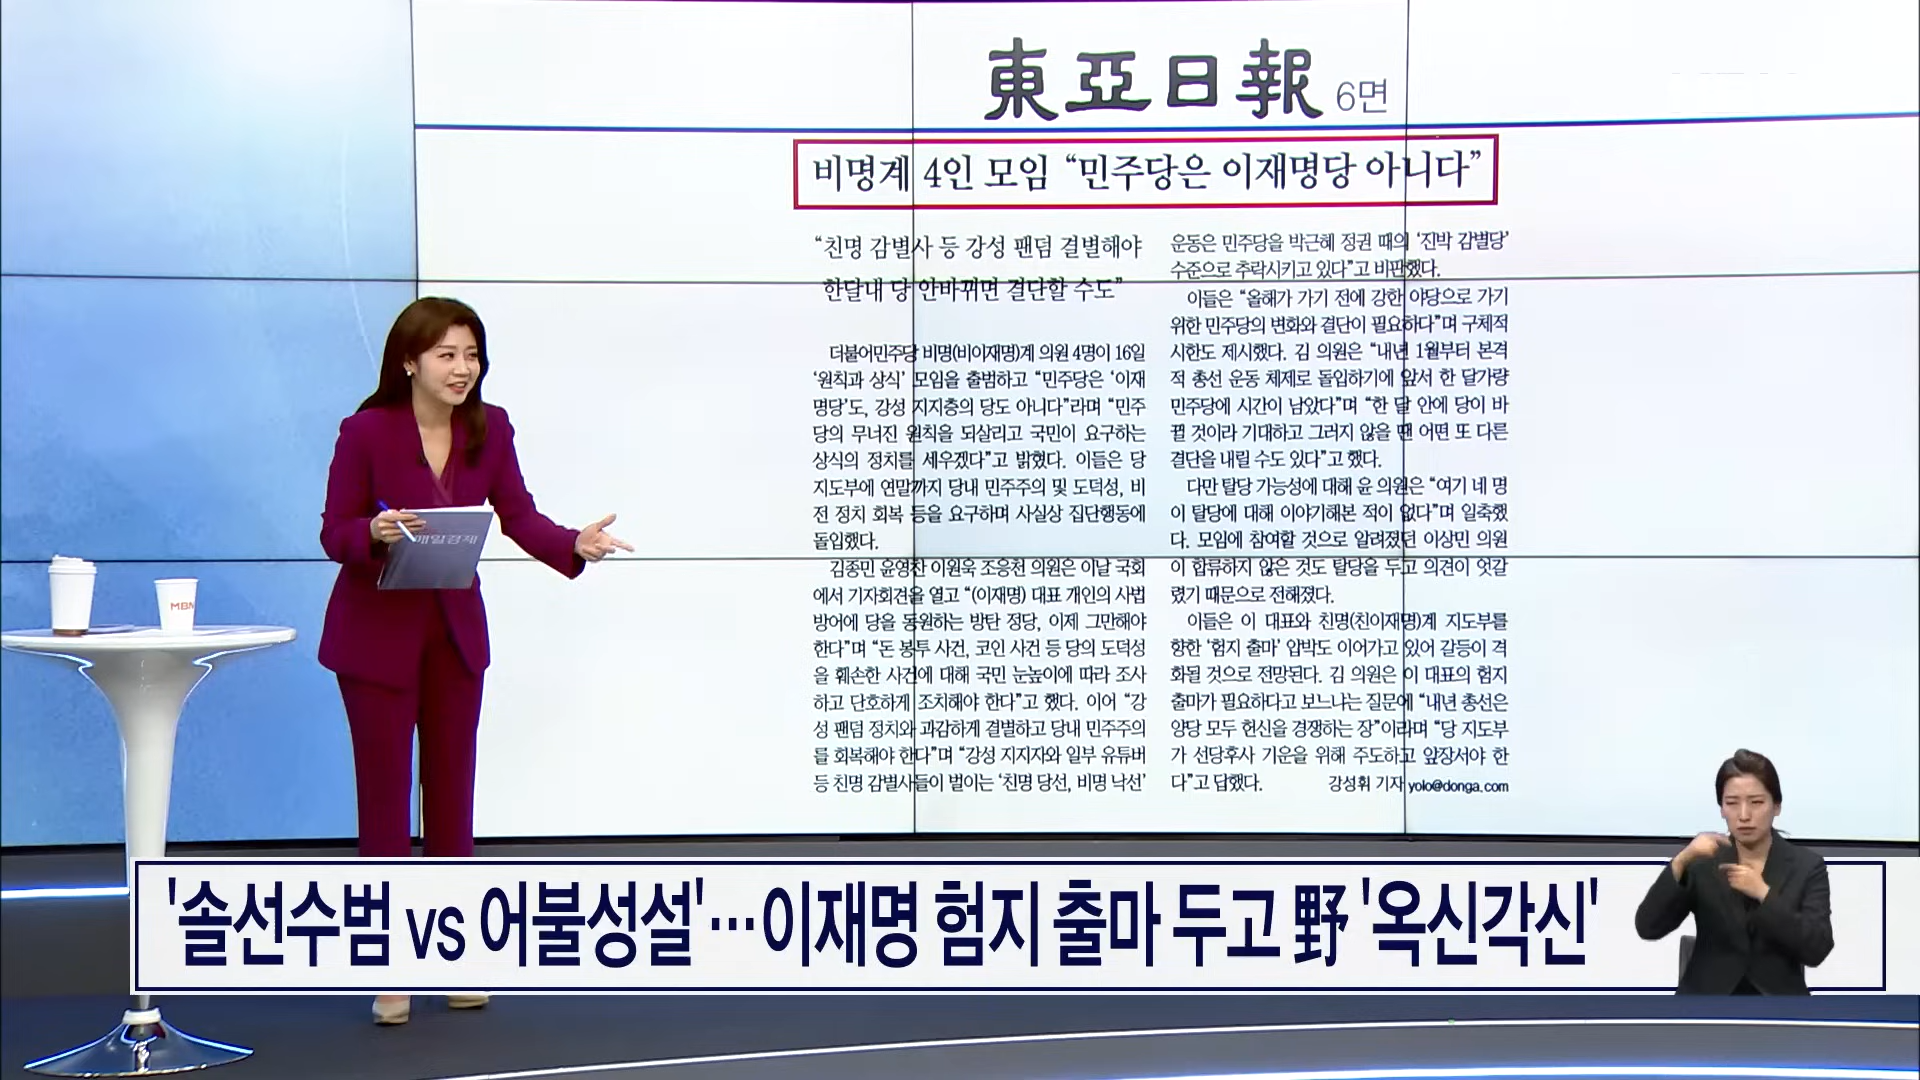 東亞日報 6면
비명계 4인 모임 “민주당은 이재명당 아니다”
“친명 감별사 등 강성 팬덤 결별해야
한달내 당 안바뀌면 결단할 수도”
더불어민주당 비명(비이재명)계 의원 4명이 16일
‘원칙과 상식’ 모임을 출범하고 “민주당은 ‘이재
명당’도, 강성 지지층의 당도 아니다”라며 “민주
당의 무너진 원칙을 되살리고 국민이 요구하는
상식의 정치를 세우겠다”고 밝혔다. 이들은 당
지도부에 연말까지 당내 민주주의 및 도덕성, 비
전 정치 회복 등을 요구하며 사실상 집단행동에
돌입했다.
김종민 윤영찬 이원욱 조응천 의원은 이날 국회
에서 기자회견을 열고 “(이재명) 대표 개인의 사법
방어에 당을 동원하는 방탄 정당, 이제 그만해야
한다”며 “돈 봉투 사건, 코인 사건 등 당의 도덕성
을 훼손한 사건에 대해 국민 눈높이에 따라 조사
하고 단호하게 조치해야 한다”고 했다. 이어 “강
성 팬덤 정치와 과감하게 결별하고 당내 민주주의
를 회복해야 한다”며 “강성 지지자와 일부 유튜버
등 친명 감별사들이 벌이는 ‘친명 당선, 비명 낙선’
운동은 민주당을 박근혜 정권 때의 ‘진박 감별당’
수준으로 추락시키고 있다”고 비판했다.
이들은 “올해가 가기 전에 강한 야당으로 가기
위한 민주당의 변화와 결단이 필요하다”며 구체적
시한도 제시했다. 김 의원은 “내년 1월부터 본격
적 총선 운동 체제로 돌입하기에 앞서 한 달가량
민주당에 시간이 남았다”며 “한 달 안에 당이 바
뀔 것이라 기대하고 그러지 않을 땐 어떤 또 다른
결단을 내릴 수도 있다”고 했다.
다만 탈당 가능성에 대해 윤 의원은 “여기 네 명
이 탈당에 대해 이야기해본 적이 없다”며 일축했
다. 모임에 참여할 것으로 알려졌던 이상민 의원
이 합류하지 않은 것도 탈당을 두고 의견이 엇갈
렸기 때문으로 전해졌다.
이들은 이 대표와 친명(친이재명)계 지도부를
향한 ‘험지 출마’ 압박도 이어가고 있어 갈등이 격
화될 것으로 전망된다. 김 의원은 이 대표의 험지
출마가 필요하다고 보느냐는 질문에 “내년 총선은
양당 모두 헌신을 경쟁하는 장”이라며 “당 지도부
가 선당후사 기운을 위해 주도하고 앞장서야 한
다”고 답했다. 강성휘 기자 yolo@donga.com
매일경제
MBN
'솔선수범 vs 어불성설'…이재명 험지 출마 두고 野 '옥신각신'